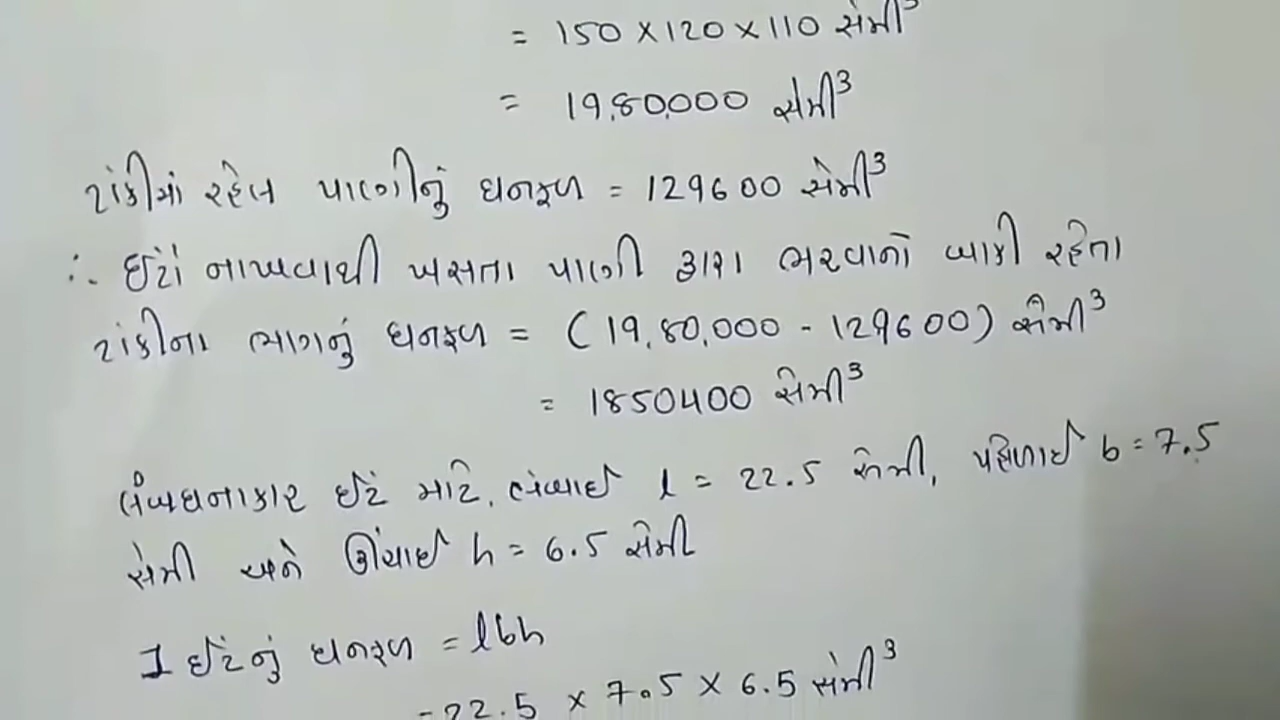 = 150 × 120 × 110 સેમી³
= 19,80,000 સેમી³
ટાંકીમાં રહેલ પાણીનું ઘનફળ = 129600 સેમી³
∴ ઈંટો નાખવાથી ખસતા પાણી દ્વારા ભરવાનો બાકી રહેતા
ટાંકીના ભાગનું ઘનફળ = (19,80,000 - 129600) સેમી³
= 1850400 સેમી³
લંબઘનાકાર ઈંટ માટે, લંબાઈ l = 22.5 સેમી, પહોળાઈ b = 7.5
સેમી અને ઊંચાઈ h = 6.5 સેમી
1 ઈંટનું ઘનફળ = lbh
= 22.5 × 7.5 × 6.5 સેમી³